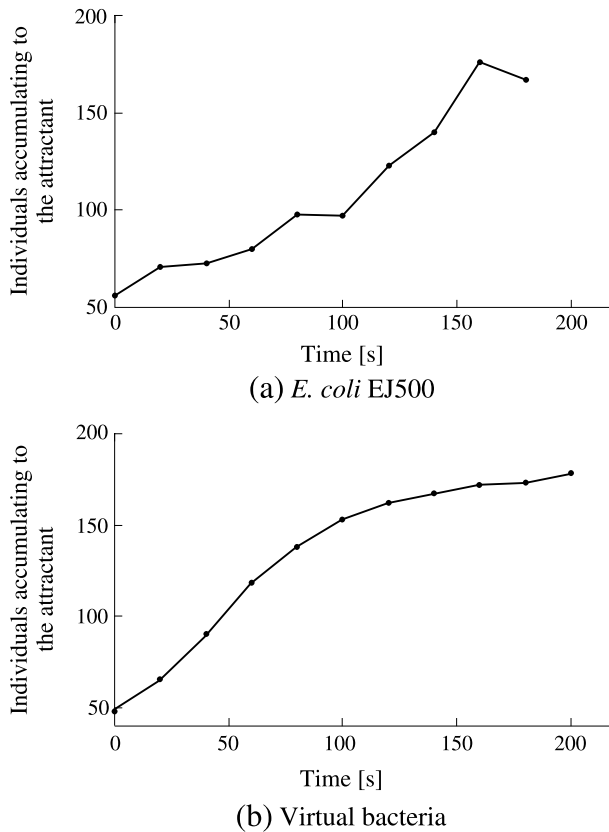 200
150
100
50
Individuals accumulating to
the attractant
0 50 100 150 200
Time [s]
(a) E. coli EJ500
200
150
100
50
Individuals accumulating to
the attractant
0 50 100 150 200
Time [s]
(b) Virtual bacteria